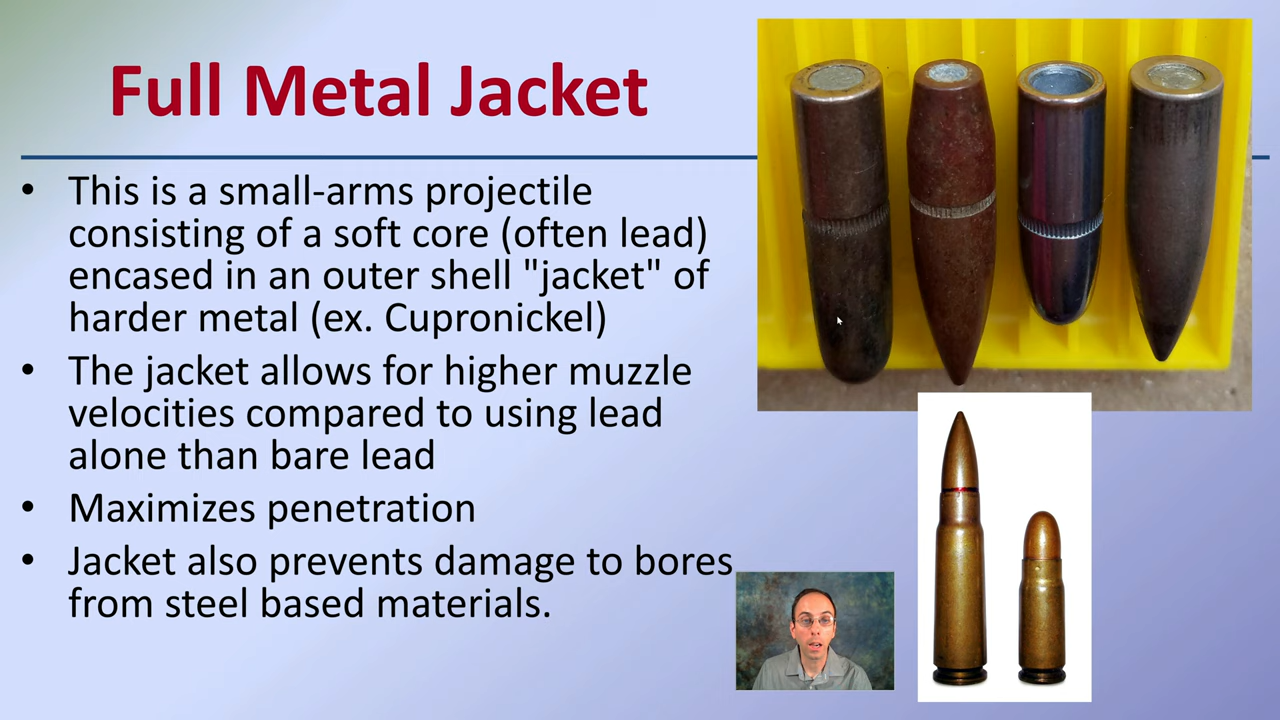 Full Metal Jacket
• This is a small-arms projectile
consisting of a soft core (often lead)
encased in an outer shell "jacket" of
harder metal (ex. Cupronickel)
• The jacket allows for higher muzzle
velocities compared to using lead
alone than bare lead
• Maximizes penetration
• Jacket also prevents damage to bores
from steel based materials.